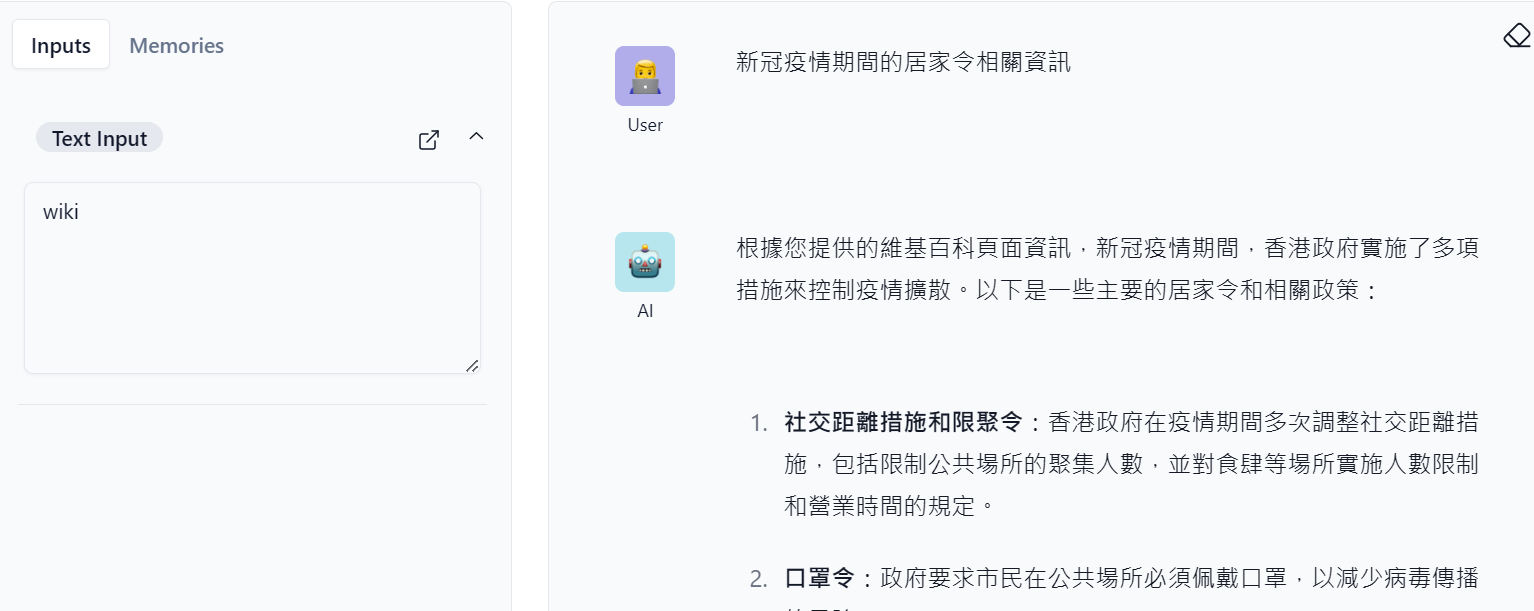 Inputs
Memories
Text Input
wiki
新冠疫情期間的居家令相關資訊
User
根據您提供的維基百科頁面資訊，新冠疫情期間，香港政府實施了多項
措施來控制疫情擴散。以下是一些主要的居家令和相關政策：
AI
1. 社交距離措施和限聚令：香港政府在疫情期間多次調整社交距離措
施，包括限制公共場所的聚集人數，並對食肆等場所實施人數限制
和營業時間的規定。
2. 口罩令：政府要求市民在公共場所必須佩戴口罩，以減少病毒傳播